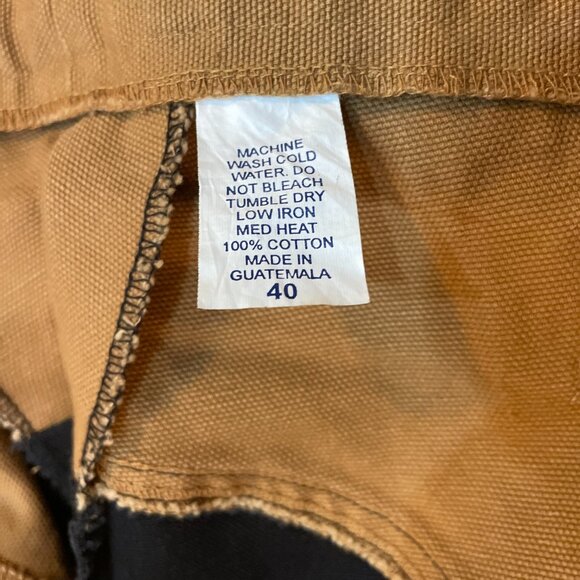 MACHINE
WASH COLD
WATER. DO
NOT BLEACH
TUMBLE DRY
LOW IRON
MED HEAT
100% COTTON
MADE IN
GUATEMALA
40